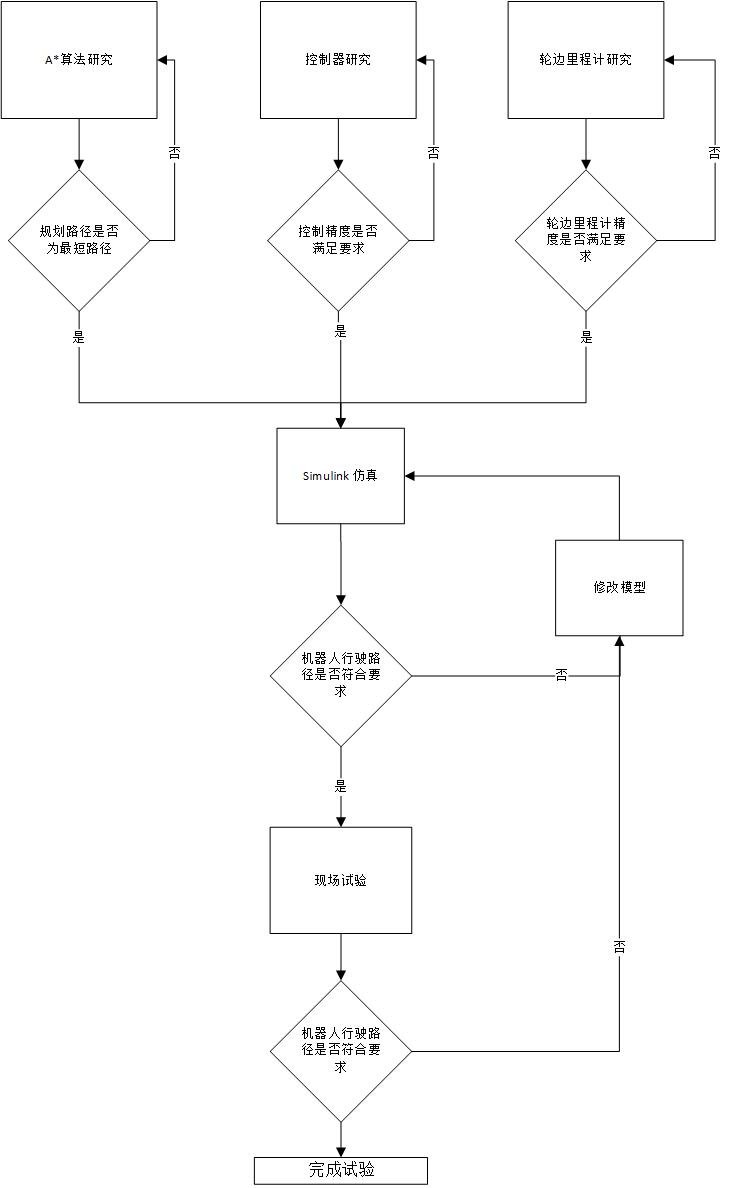 A*算法研究
控制器研究
轮边里程计研究
否
否
否
规划路径是否
为最短路径
控制精度是否
满足要求
轮边里程计精
度是否满足要
求
是
是
是
Simulink 仿真
修改模型
机器人行驶路
径是否符合要
求
否
是
现场试验
否
机器人行驶路
径是否符合要
求
完成试验